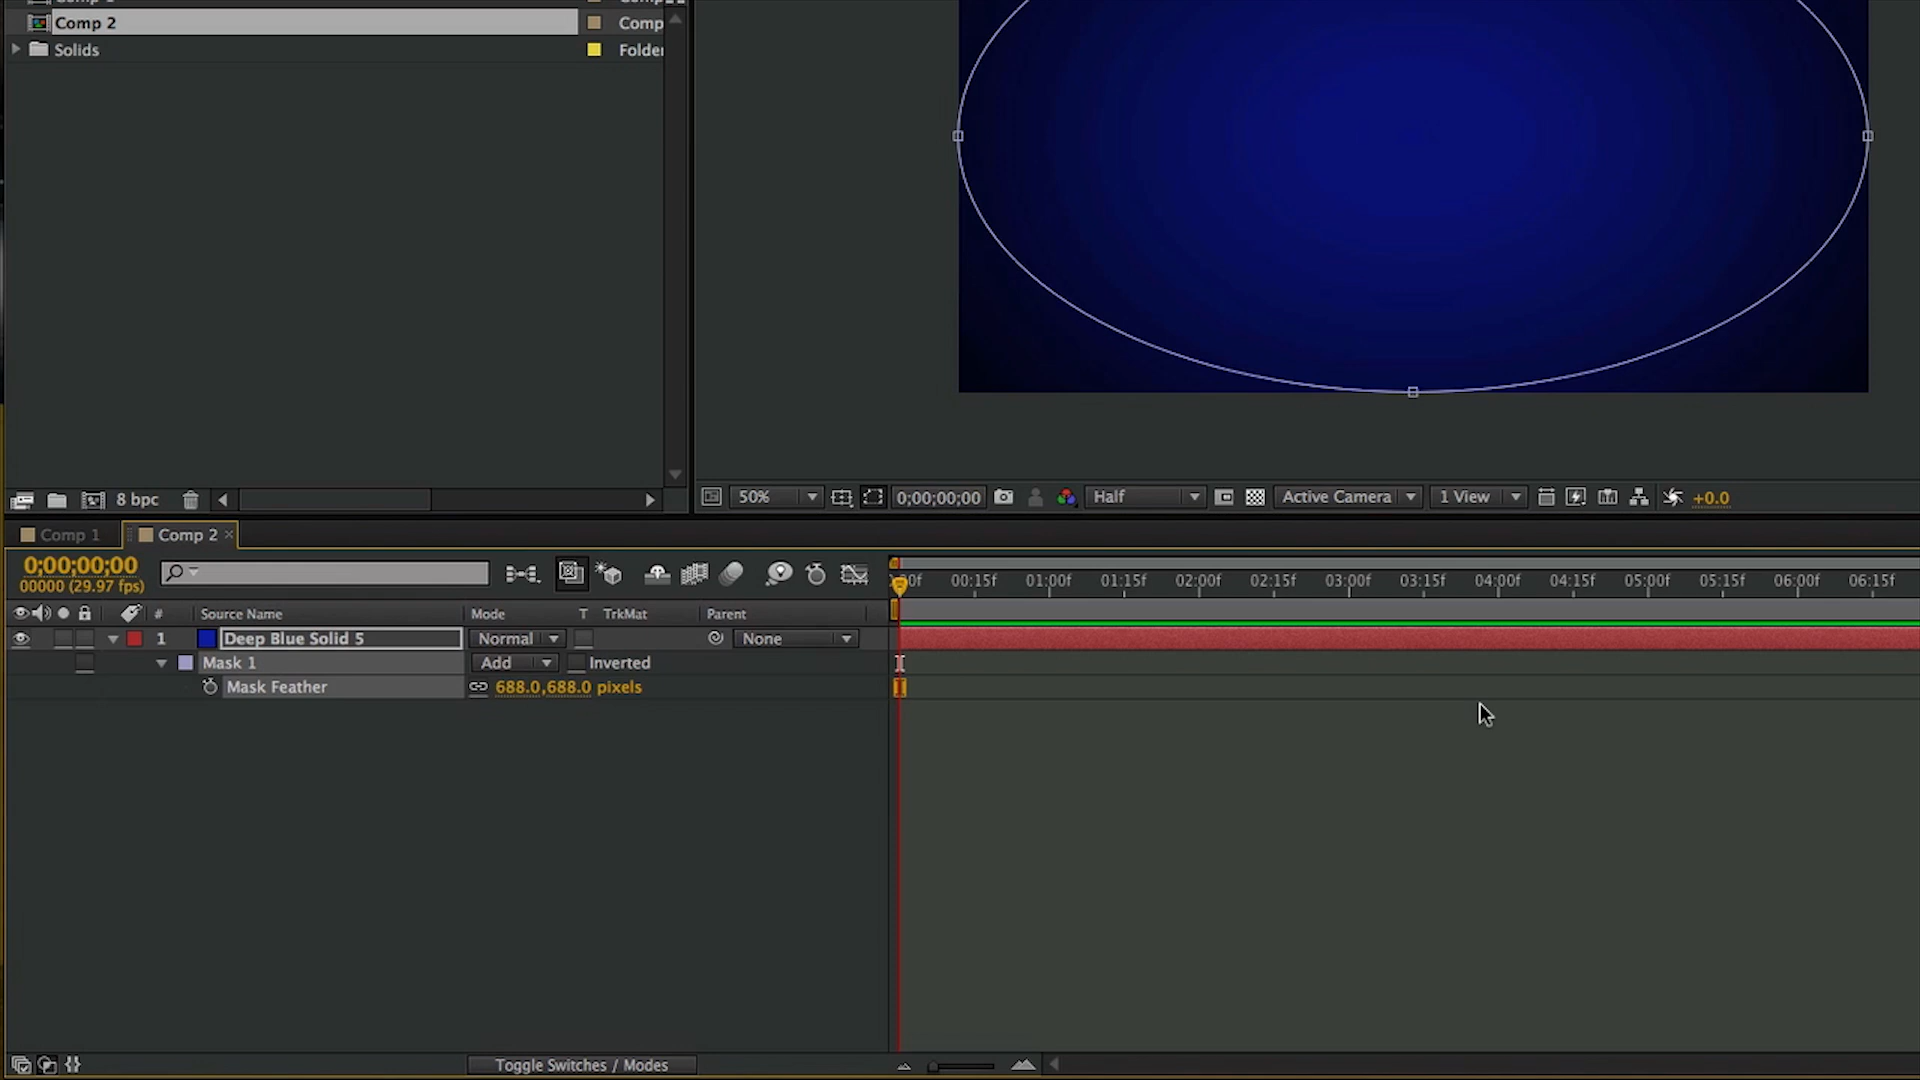 Comp 1 Comp
Comp 2 Comp
Solids Folder
8 bpc 50% 0;00;00;00 Half Active Camera 1 View +0.0
Comp 1 Comp 2 ×
0;00;00;00
00000 (29.97 fps)
00:15f 01:00f 01:15f 02:00f 02:15f 03:00f 03:15f 04:00f 04:15f 05:00f 05:15f 06:00f 06:15f
# Source Name Mode T TrkMat Parent
1 Deep Blue Solid 5 Normal None
Mask 1 Add Inverted
Mask Feather 688.0,688.0 pixels
Toggle Switches / Modes